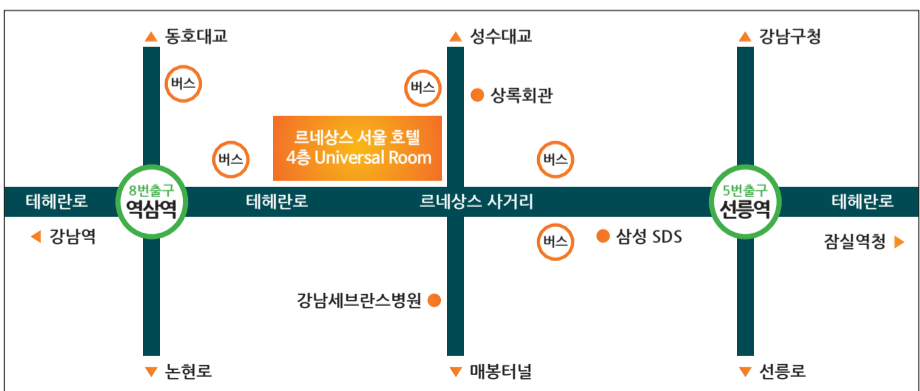 동호대교
성수대교
강남구청
버스
버스
상록회관
르네상스 서울 호텔
4층 Universal Room
버스
버스
8번출구
역삼역
5번출구
선릉역
테헤란로
테헤란로
르네상스 사거리
테헤란로
강남역
버스
삼성 SDS
잠실역청
강남세브란스병원
논현로
매봉터널
선릉로